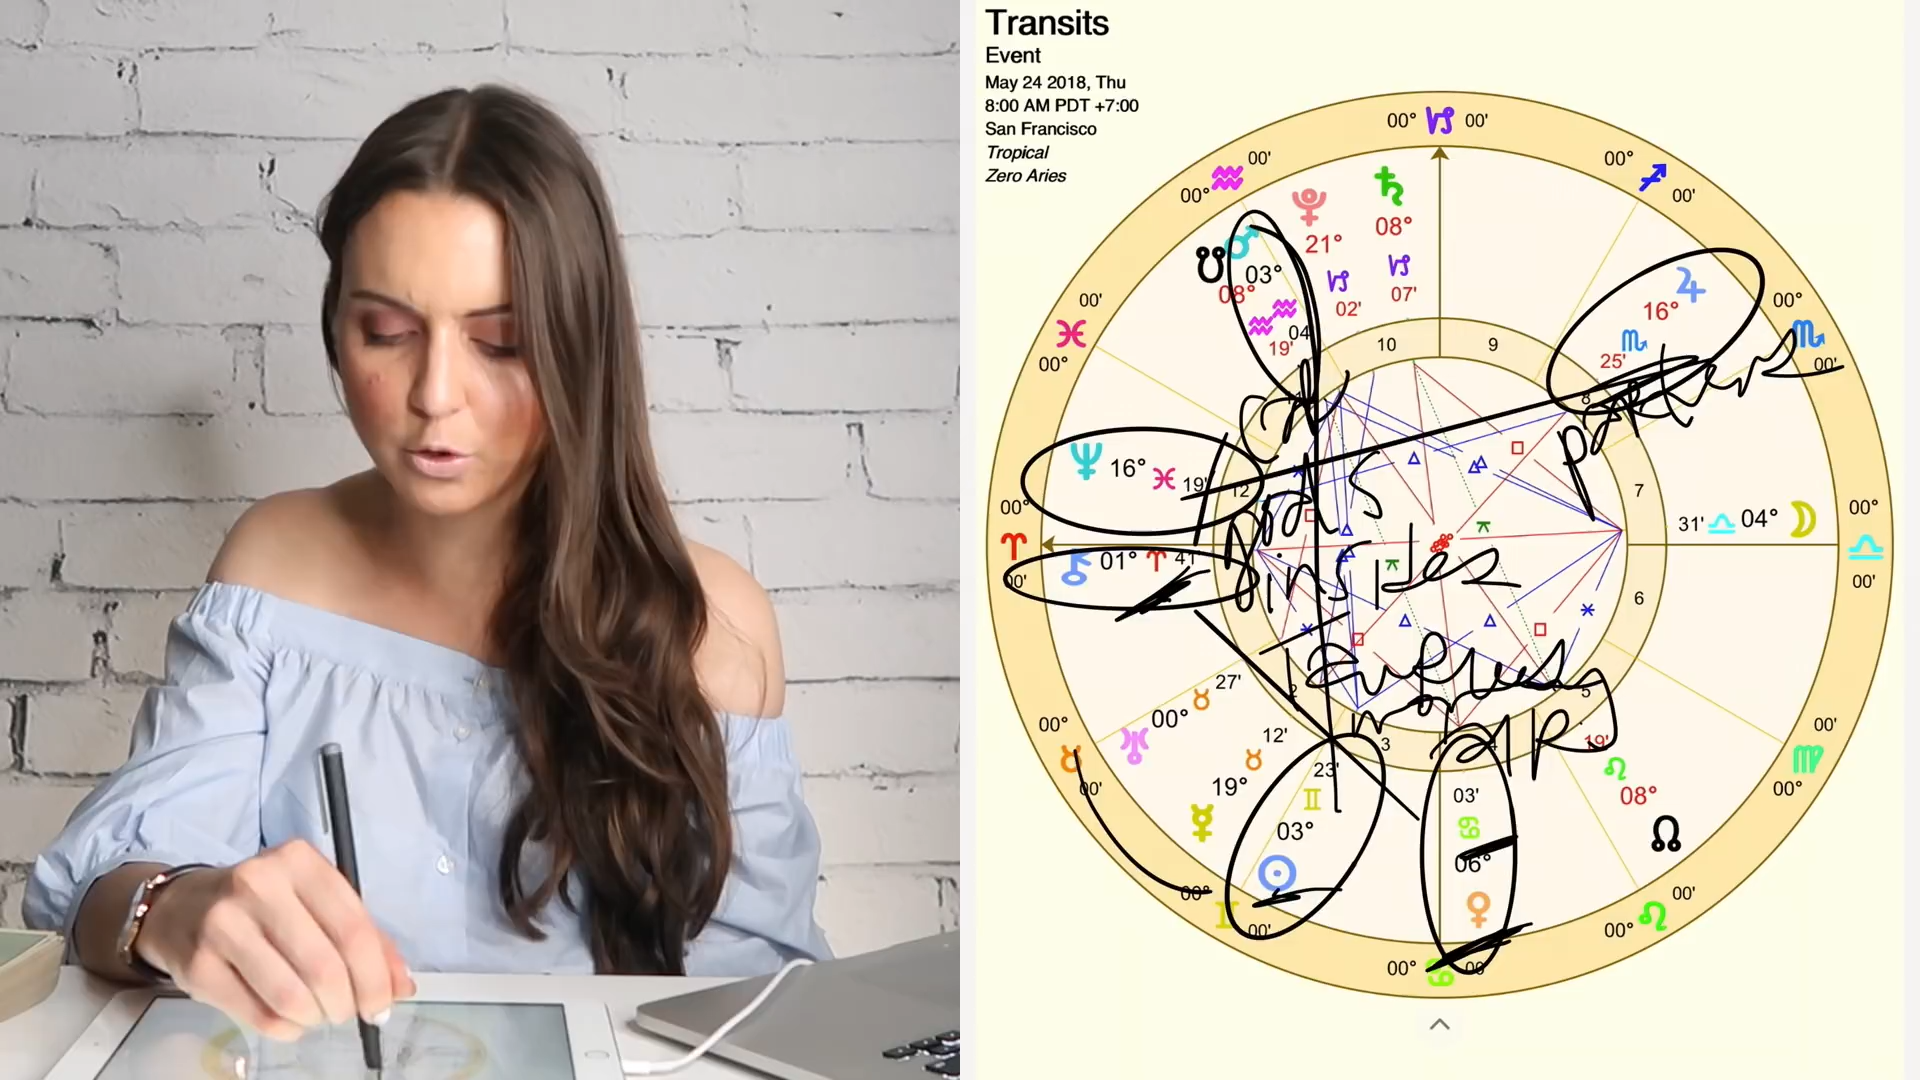 Transits
Event
May 24 2018, Thu
8:00 AM PDT +7:00
San Francisco
Tropical
Zero Aries
00° ♑ 00'
00° ♐ 00'
00° ♒ 00'
♄
08°
♑
07'
♇
21°
♑
02'
♂
03°
♒
04
☋
08°
♒
19'
♃
16°
♏
25'
00° ♏ 00'
00' ♓ 00°
10
9
8
partners
♆ 16° ♓ 19'
12
7
goals
00° ♈ 00'
⚷ 01° ♈ 41'
31' ♎ 04° ☽
00° ♎ 00'
6
2
5
27'
♉
00°
♅
12'
♉
19°
☿
3
4
23'
♊
03°
☉
03'
♋
06°
♀
19'
♌
08°
☊
00° ♉ 00'
00' ♍ 00°
00° ♊ 00'
00° ♌ 00'
00° ♋ 00